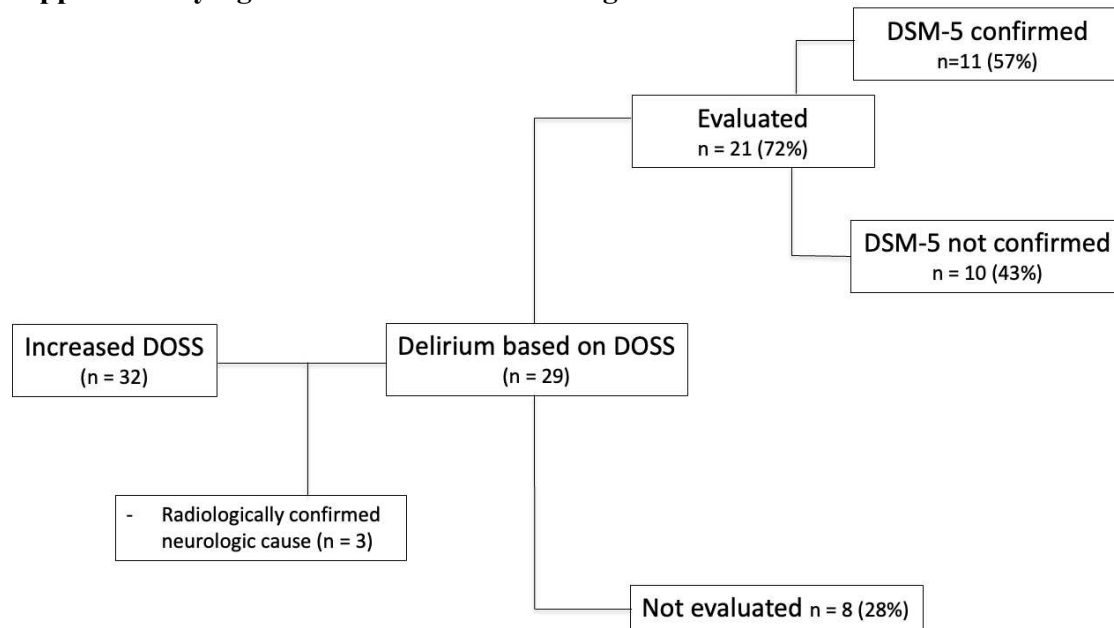 DSM-5 confirmed
n=11 (57%)
Evaluated
n = 21 (72%)
DSM-5 not confirmed
n = 10 (43%)
Increased DOSS
(n = 32)
Delirium based on DOSS
(n = 29)
- Radiologically confirmed
neurologic cause (n = 3)
Not evaluated n = 8 (28%)